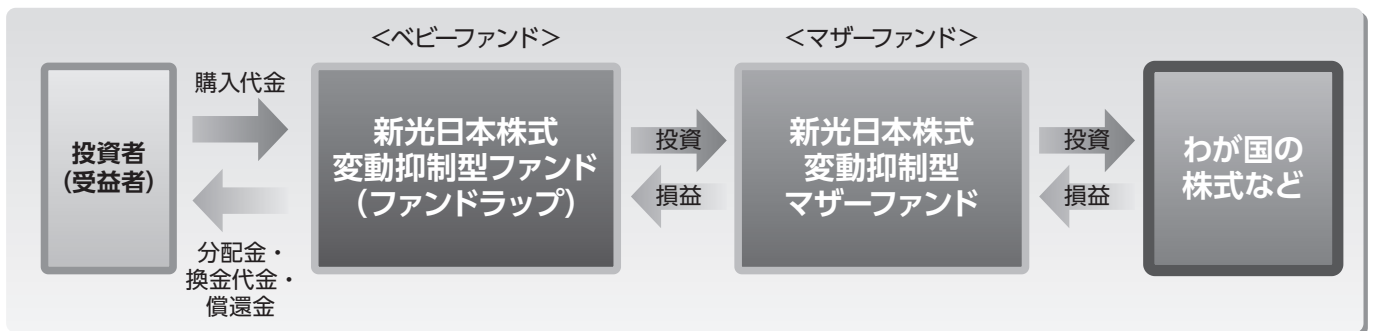 ＜ベビーファンド＞
＜マザーファンド＞
投資者
(受益者)
購入代金
分配金・
換金代金・
償還金
新光日本株式
変動抑制型ファンド
（ファンドラップ）
投資
損益
新光日本株式
変動抑制型
マザーファンド
投資
損益
わが国の
株式など